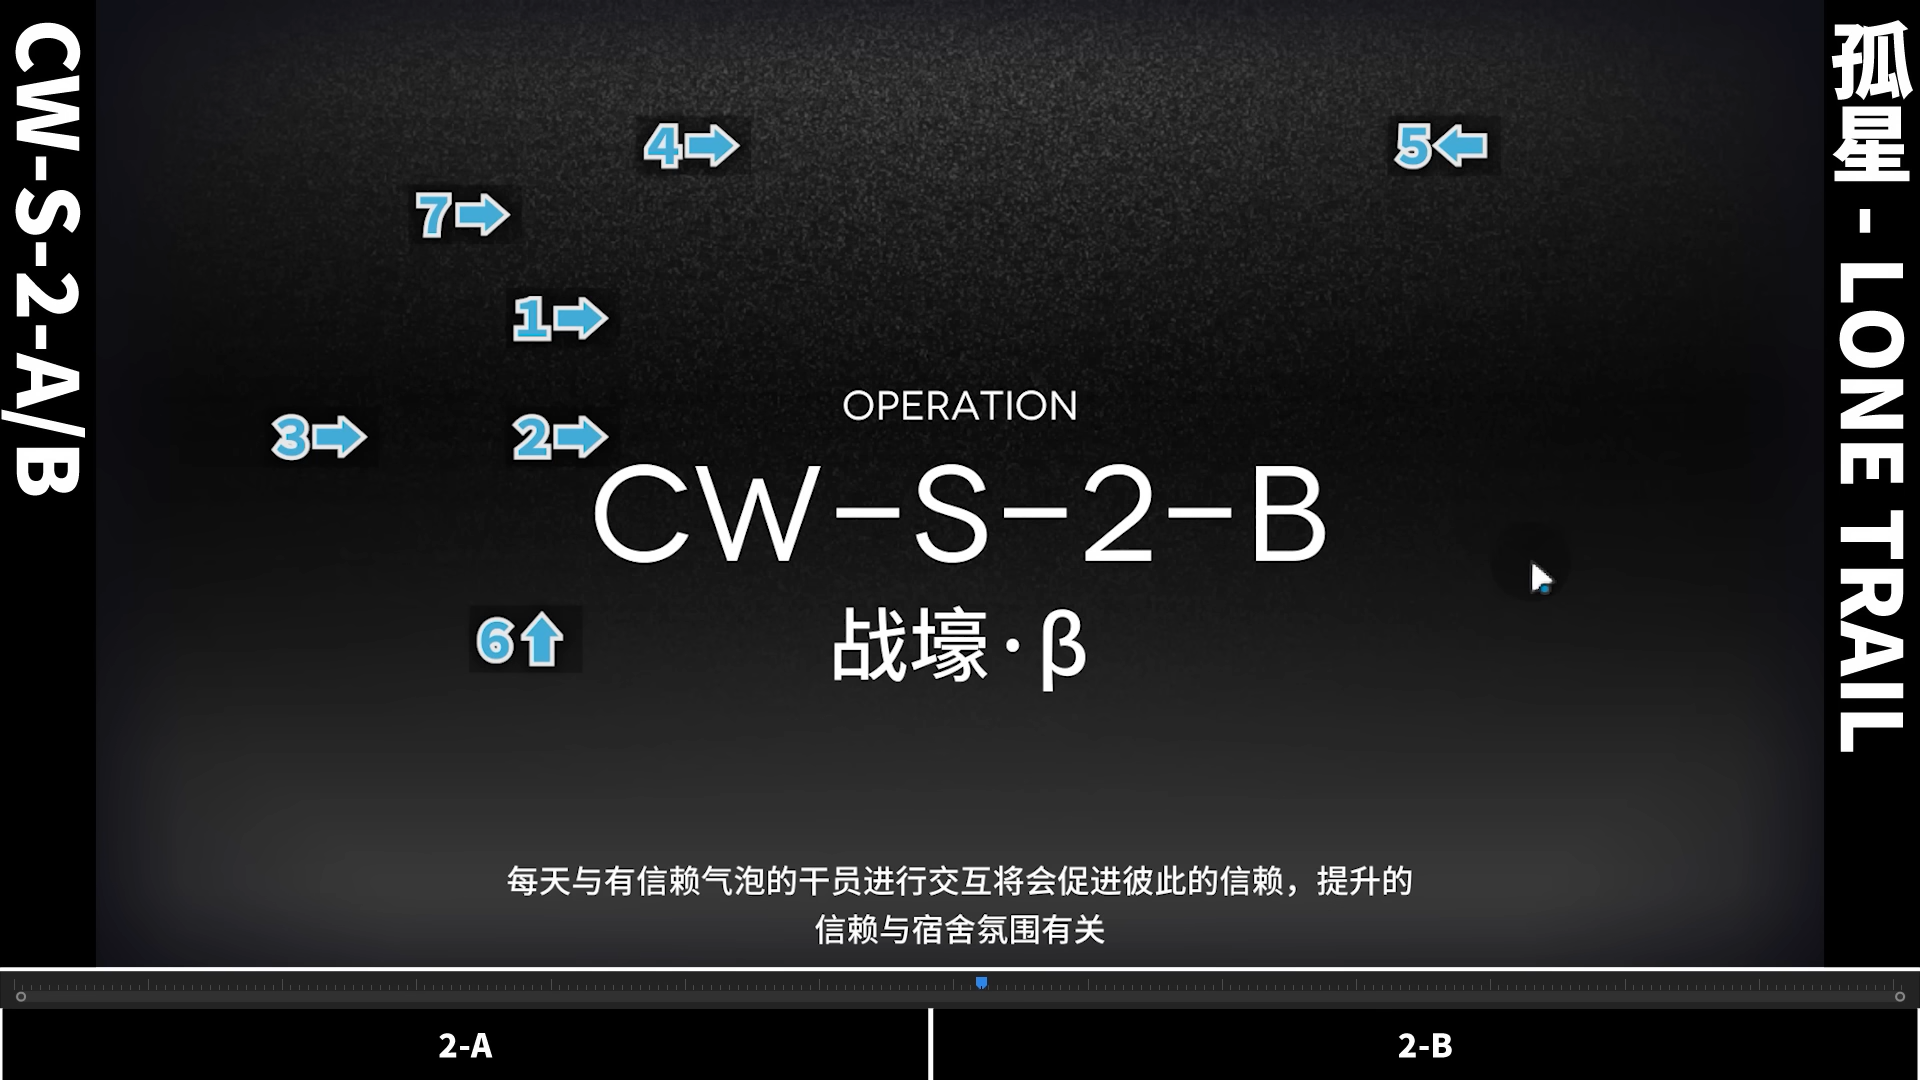 CW-S-2-A/B
孤星 - LONE TRAIL
4
5
7
1
3
2
6
OPERATION
CW-S-2-B
战壕·β
每天与有信赖气泡的干员进行交互将会促进彼此的信赖，提升的
信赖与宿舍氛围有关
2-A
2-B